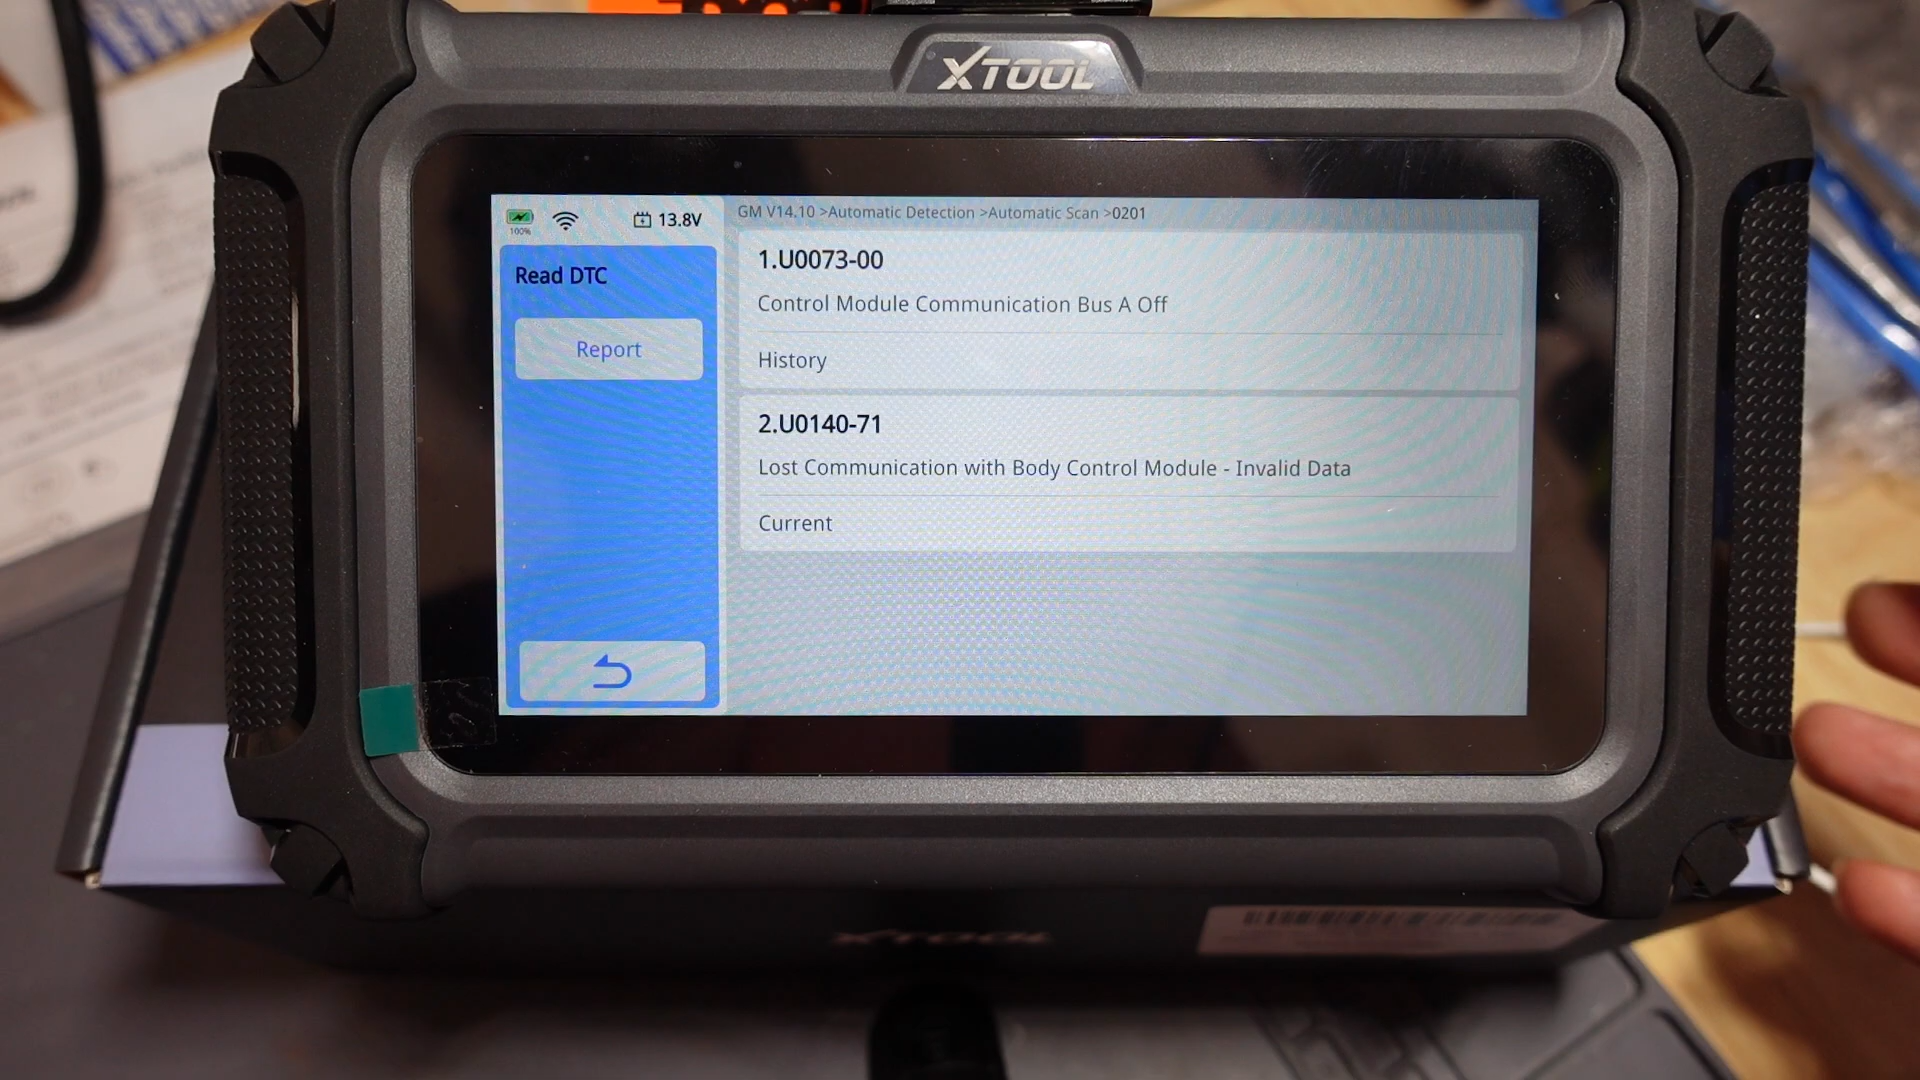 XTOOL
100%
13.8V
GM V14.10 >Automatic Detection >Automatic Scan >0201
Read DTC
Report
1.U0073-00
Control Module Communication Bus A Off
History
2.U0140-71
Lost Communication with Body Control Module - Invalid Data
Current
XTOOL